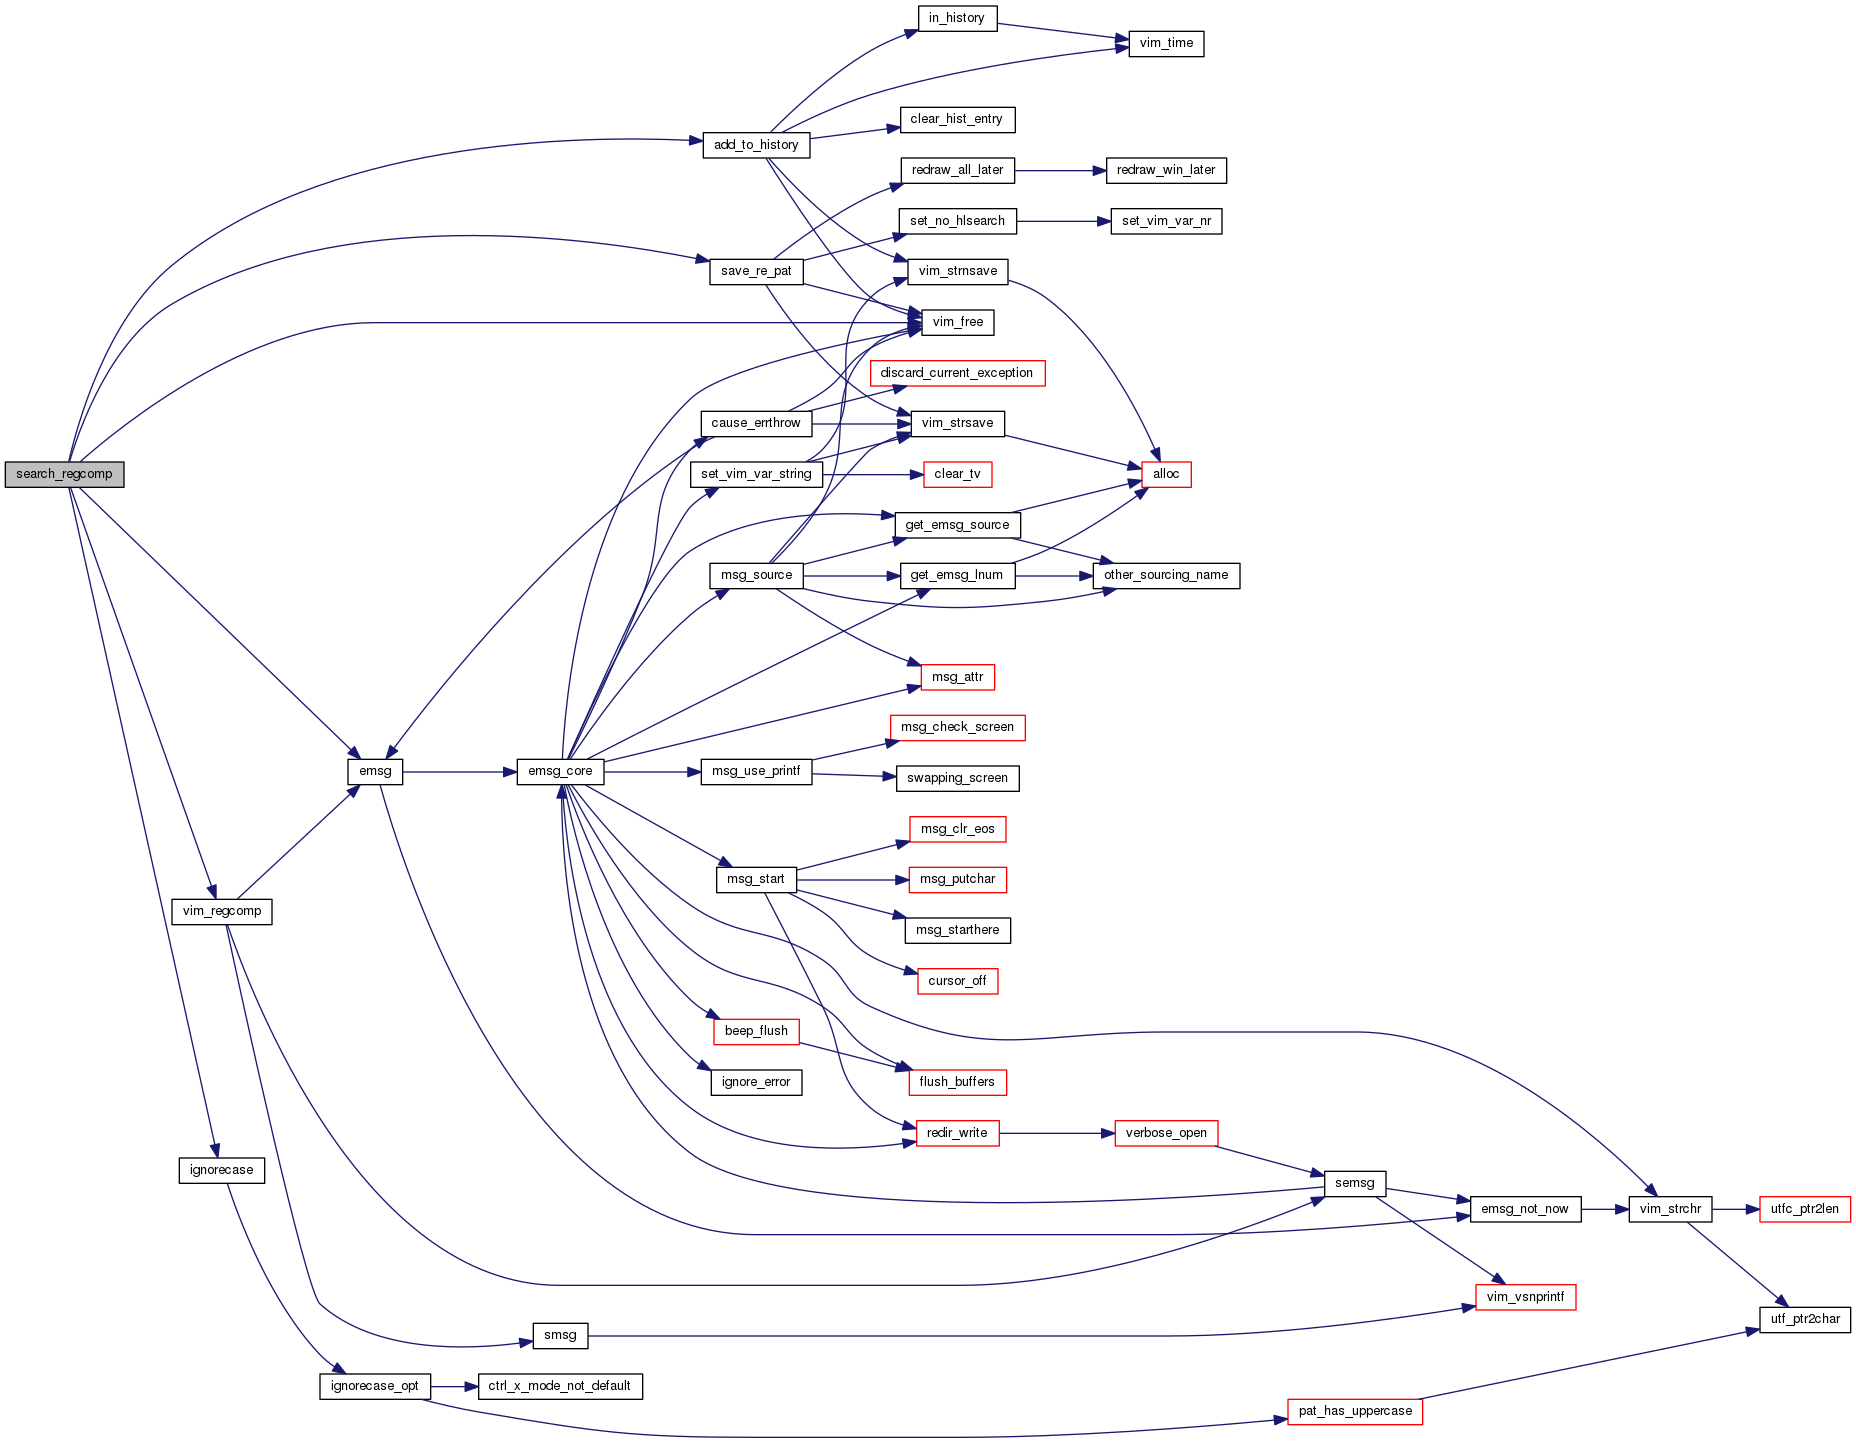 in_history
vim_time
clear_hist_entry
add_to_history
redraw_all_later
redraw_win_later
set_no_hlsearch
set_vim_var_nr
save_re_pat
vim_strnsave
vim_free
discard_current_exception
cause_errthrow
vim_strsave
search_regcomp
set_vim_var_string
clear_tv
alloc
get_emsg_source
msg_source
get_emsg_lnum
other_sourcing_name
msg_attr
msg_check_screen
emsg
emsg_core
msg_use_printf
swapping_screen
msg_clr_eos
msg_start
msg_putchar
vim_regcomp
msg_starthere
cursor_off
beep_flush
ignore_error
flush_buffers
redir_write
verbose_open
ignorecase
semsg
emsg_not_now
vim_strchr
utfc_ptr2len
vim_vsnprintf
smsg
utf_ptr2char
ignorecase_opt
ctrl_x_mode_not_default
pat_has_uppercase